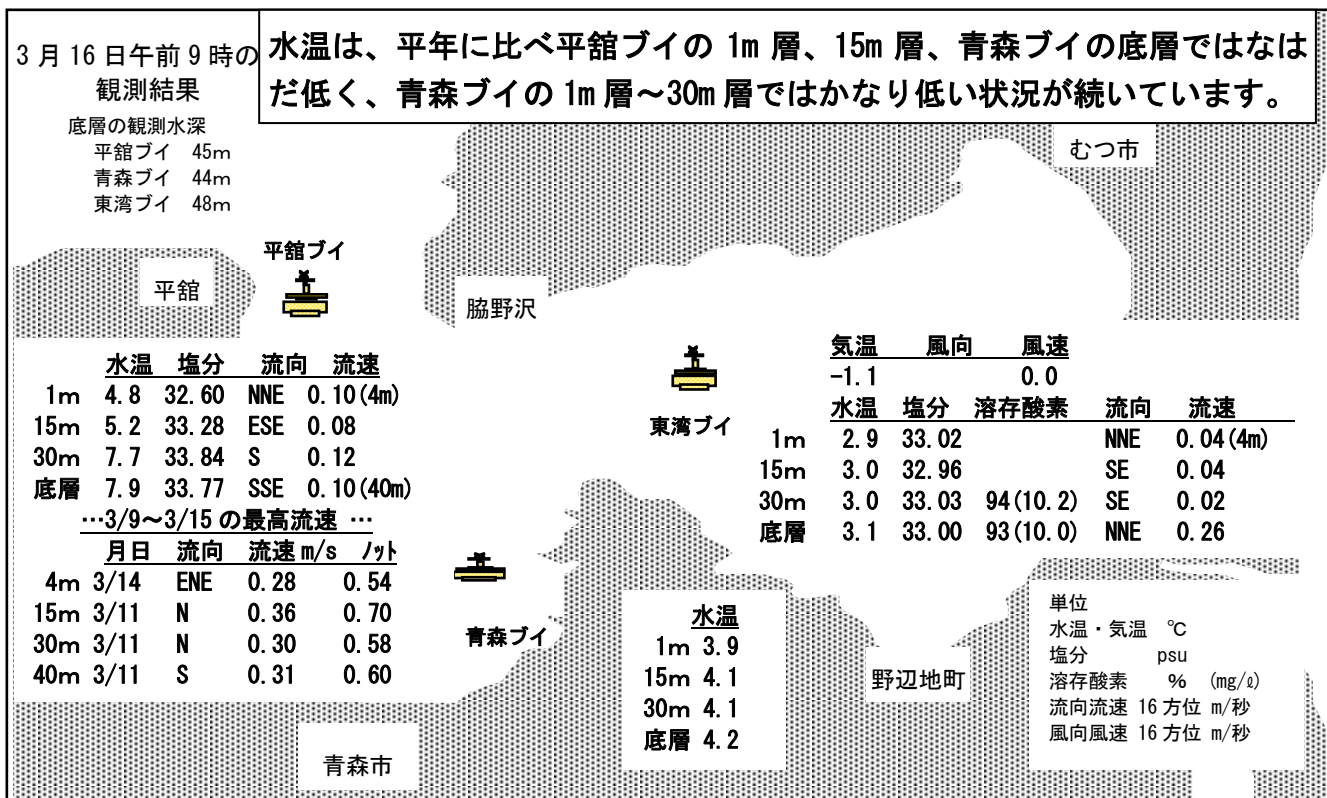 3月16日午前9時の
観測結果
水温は、平年に比べ平舘ブイの 1m 層、15m 層、青森ブイの底層ではなは
だ低く、青森ブイの 1m 層～30m 層ではかなり低い状況が続いています。
底層の観測水深
平舘ブイ 45m
青森ブイ 44m
東湾ブイ 48m
むつ市
平舘ブイ
平舘
脇野沢
水温 塩分 流向 流速
1m 4.8 32.60 NNE 0.10(4m)
15m 5.2 33.28 ESE 0.08
30m 7.7 33.84 S 0.12
底層 7.9 33.77 SSE 0.10(40m)
…3/9～3/15 の最高流速 …
月日 流向 流速m/s ノット
4m 3/14 ENE 0.28 0.54
15m 3/11 N 0.36 0.70
30m 3/11 N 0.30 0.58
40m 3/11 S 0.31 0.60
東湾ブイ
気温 風向 風速
-1.1 0.0
水温 塩分 溶存酸素 流向 流速
1m 2.9 33.02 NNE 0.04(4m)
15m 3.0 32.96 SE 0.04
30m 3.0 33.03 94(10.2) SE 0.02
底層 3.1 33.00 93(10.0) NNE 0.26
青森ブイ
水温
1m 3.9
15m 4.1
30m 4.1
底層 4.2
野辺地町
青森市
単位
水温・気温 ℃
塩分 psu
溶存酸素 % (mg/ℓ)
流向流速 16方位 m/秒
風向風速 16方位 m/秒